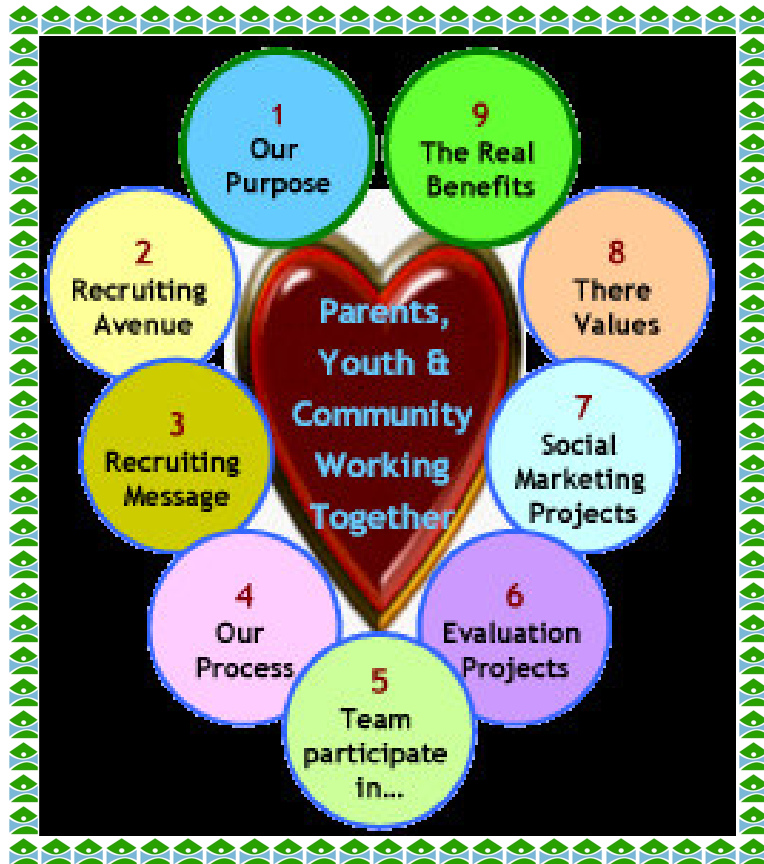 1
Our
Purpose
2
Recruiting
Avenue
3
Recruiting
Message
4
Our
Process
5
Team
participate
in...
6
Evaluation
Projects
7
Social
Marketing
Projects
8
There
Values
9
The Real
Benefits
Parents,
Youth &
Community
Working
Together